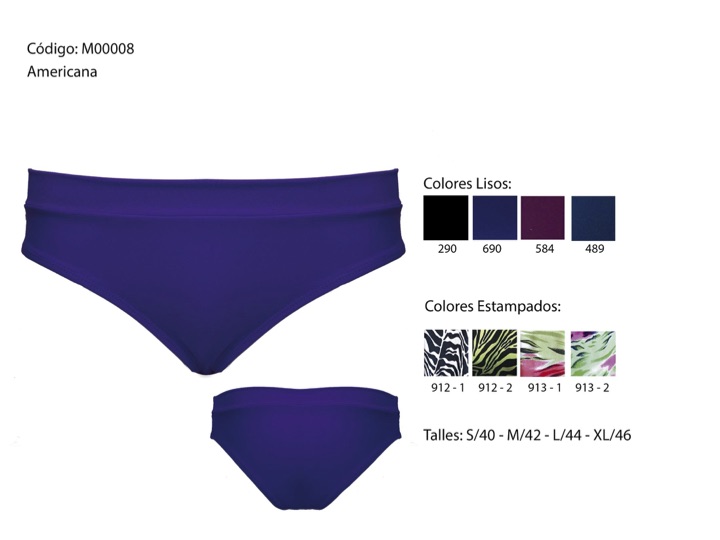 Código: M00008
Americana
Colores Lisos:
290 690 584 489
Colores Estampados:
912 - 1 912 - 2 913 - 1 913 - 2
Talles: S/40 - M/42 - L/44 - XL/46